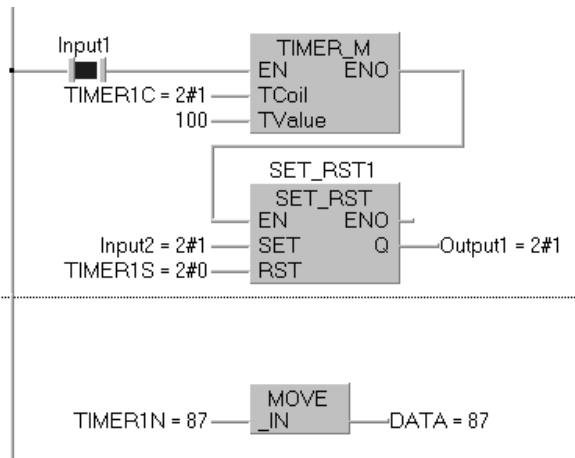 Input1
TIMER_M
EN ENO
TIMER1C = 2#1 TCoil
100 TValue
SET_RST1
SET_RST
EN ENO
Input2 = 2#1 SET Q Output1 = 2#1
TIMER1S = 2#0 RST
MOVE
TIMER1N = 87 _IN DATA = 87